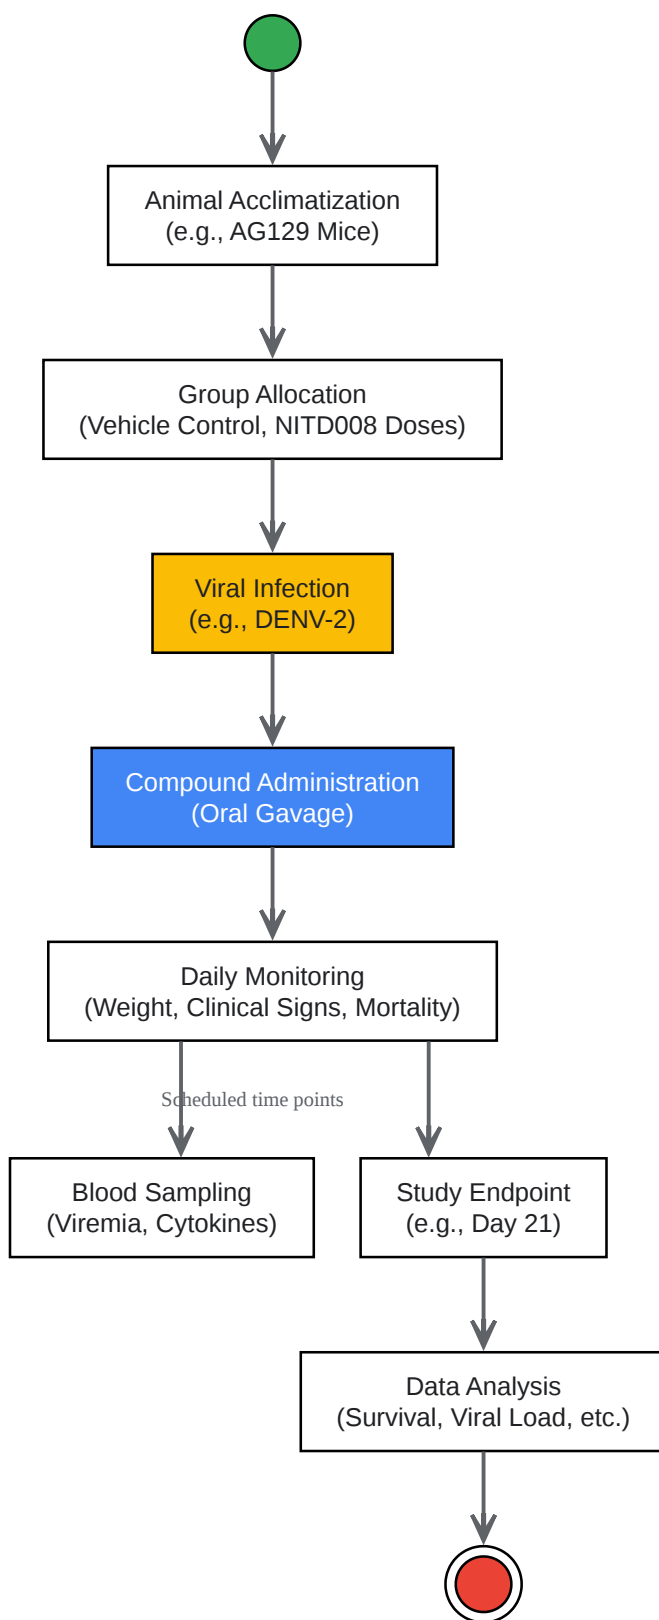 Animal Acclimatization
(e.g., AG129 Mice)
Group Allocation
(Vehicle Control, NITD008 Doses)
Viral Infection
(e.g., DENV-2)
Compound Administration
(Oral Gavage)
Daily Monitoring
(Weight, Clinical Signs, Mortality)
Scheduled time points
Blood Sampling
(Viremia, Cytokines)
Study Endpoint
(e.g., Day 21)
Data Analysis
(Survival, Viral Load, etc.)